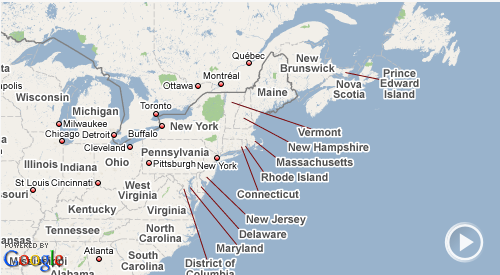 Québec
New
Brunswick
Prince
Edward
Island
Nova
Scotia
Ottawa
Montréal
Maine
apolis
Wisconsin
Michigan
Toronto
Milwaukee
Detroit
Buffalo
New York
Vermont
Chicago
Cleveland
New Hampshire
Pennsylvania
Massachusetts
Illinois
Indiana
Ohio
Pittsburgh
New York
Rhode Island
St Louis
Cincinnati
West
Virginia
Connecticut
souri
Kentucky
Virginia
New Jersey
Tennessee
North
Carolina
Delaware
Maryland
ansas
POWERED BY
Google
Mississippi
Atlanta
South
Carolina
District of
Columbia
Alabama